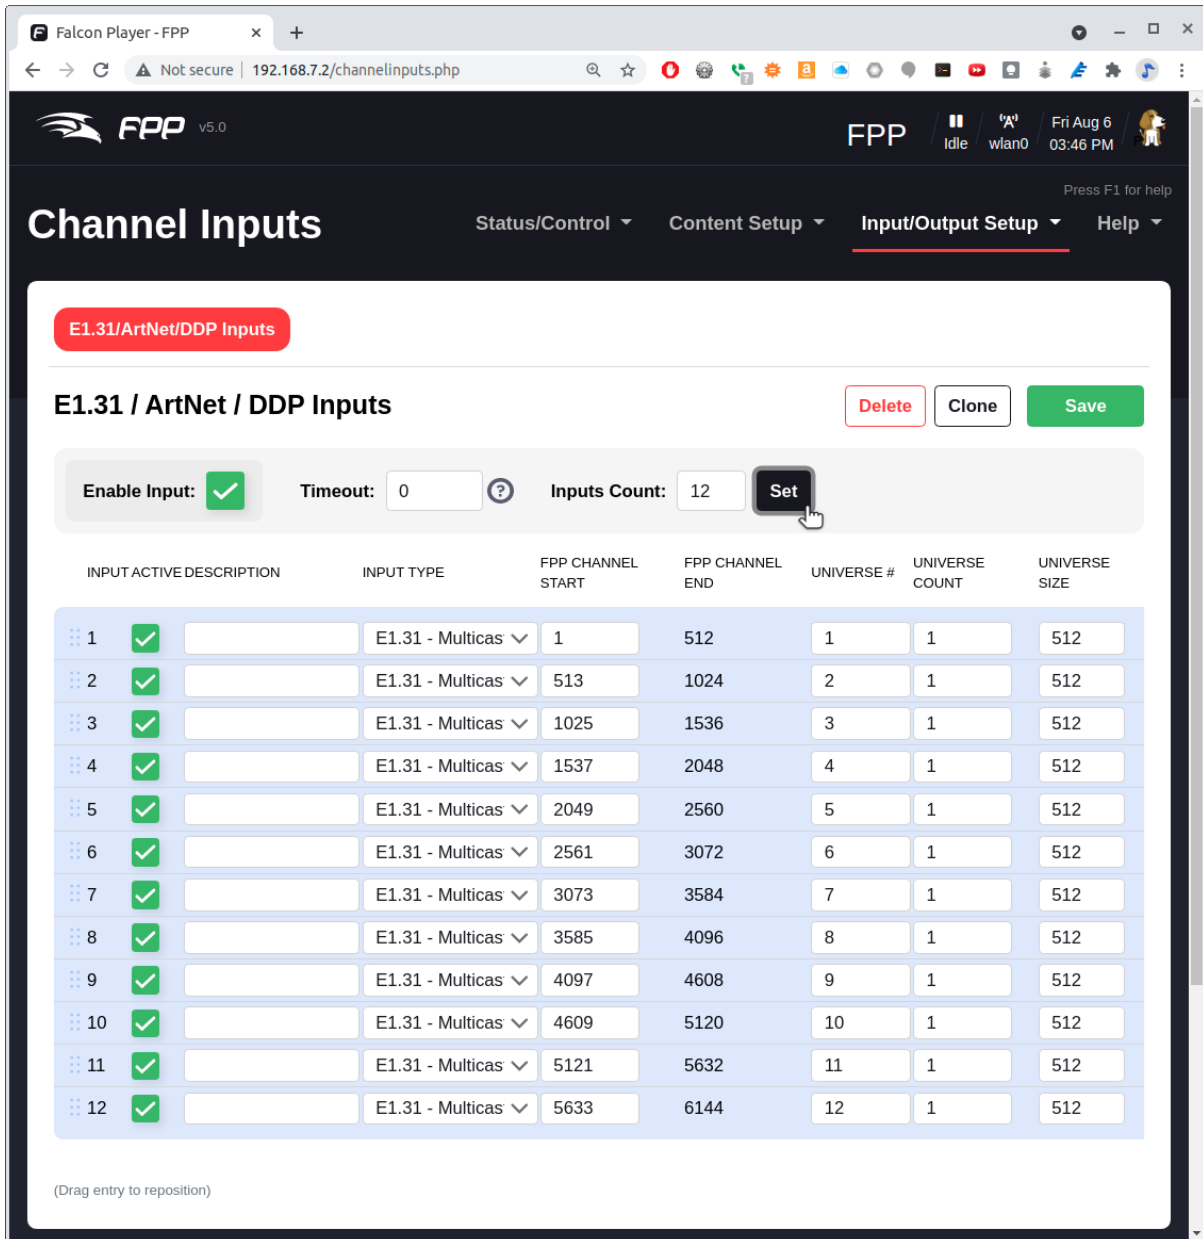 Falcon Player - FPP
Not secure | 192.168.7.2/channelinputs.php
FPP v5.0
FPP Idle wlan0 Fri Aug 6 03:46 PM
Press F1 for help
Channel Inputs Status/Control Content Setup Input/Output Setup Help
E1.31/ArtNet/DDP Inputs
E1.31 / ArtNet / DDP Inputs Delete Clone Save
Enable Input: Timeout: 0 ? Inputs Count: 12 Set
INPUT ACTIVE DESCRIPTION INPUT TYPE FPP CHANNEL START FPP CHANNEL END UNIVERSE # UNIVERSE COUNT UNIVERSE SIZE
1 E1.31 - Multicas 1 512 1 1 512
2 E1.31 - Multicas 513 1024 2 1 512
3 E1.31 - Multicas 1025 1536 3 1 512
4 E1.31 - Multicas 1537 2048 4 1 512
5 E1.31 - Multicas 2049 2560 5 1 512
6 E1.31 - Multicas 2561 3072 6 1 512
7 E1.31 - Multicas 3073 3584 7 1 512
8 E1.31 - Multicas 3585 4096 8 1 512
9 E1.31 - Multicas 4097 4608 9 1 512
10 E1.31 - Multicas 4609 5120 10 1 512
11 E1.31 - Multicas 5121 5632 11 1 512
12 E1.31 - Multicas 5633 6144 12 1 512
(Drag entry to reposition)